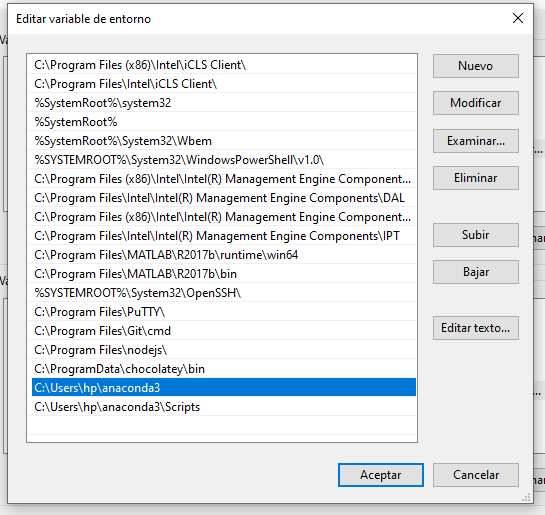 Editar variable de entorno
C:\Program Files (x86)\Intel\iCLS Client\
C:\Program Files\Intel\iCLS Client\
%SystemRoot%\system32
%SystemRoot%
%SystemRoot%\System32\Wbem
%SYSTEMROOT%\System32\WindowsPowerShell\v1.0\
C:\Program Files (x86)\Intel\Intel(R) Management Engine Component...
C:\Program Files\Intel\Intel(R) Management Engine Components\DAL
C:\Program Files (x86)\Intel\Intel(R) Management Engine Component...
C:\Program Files\Intel\Intel(R) Management Engine Components\IPT
C:\Program Files\MATLAB\R2017b\runtime\win64
C:\Program Files\MATLAB\R2017b\bin
%SYSTEMROOT%\System32\OpenSSH\
C:\Program Files\PuTTY\
C:\Program Files\Git\cmd
C:\Program Files\nodejs\
C:\ProgramData\chocolatey\bin
C:\Users\hp\anaconda3
C:\Users\hp\anaconda3\Scripts
Nuevo
Modificar
Examinar...
Eliminar
Subir
Bajar
Editar texto...
Aceptar
Cancelar